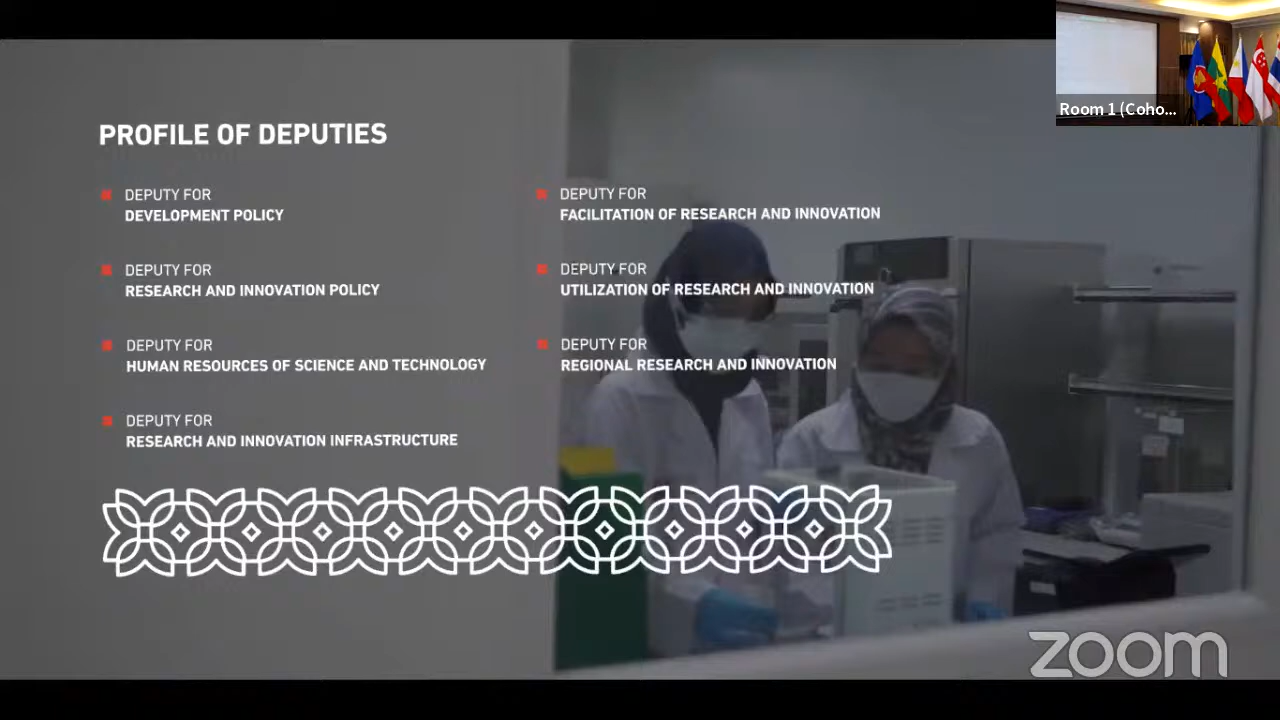 PROFILE OF DEPUTIES
DEPUTY FOR
DEVELOPMENT POLICY
DEPUTY FOR
RESEARCH AND INNOVATION POLICY
DEPUTY FOR
HUMAN RESOURCES OF SCIENCE AND TECHNOLOGY
DEPUTY FOR
RESEARCH AND INNOVATION INFRASTRUCTURE
DEPUTY FOR
FACILITATION OF RESEARCH AND INNOVATION
DEPUTY FOR
UTILIZATION OF RESEARCH AND INNOVATION
DEPUTY FOR
REGIONAL RESEARCH AND INNOVATION
Room 1 (Coho...
zoom